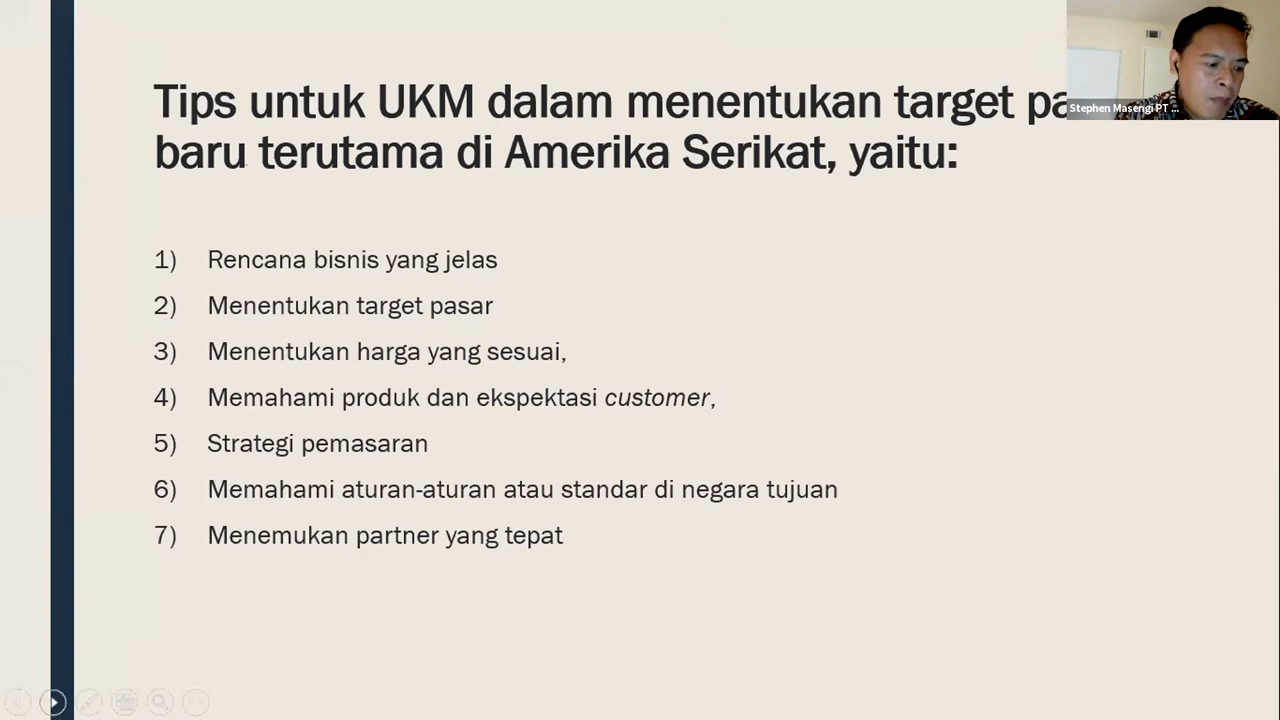 Tips untuk UKM dalam menentukan target
baru terutama di Amerika Serikat, yaitu:
1) Rencana bisnis yang jelas
2) Menentukan target pasar
3) Menentukan harga yang sesuai,
4) Memahami produk dan ekspektasi customer,
5) Strategi pemasaran
6) Memahami aturan-aturan atau standar di negara tujuan
7) Menemukan partner yang tepat
Stephen Masengi PT ...